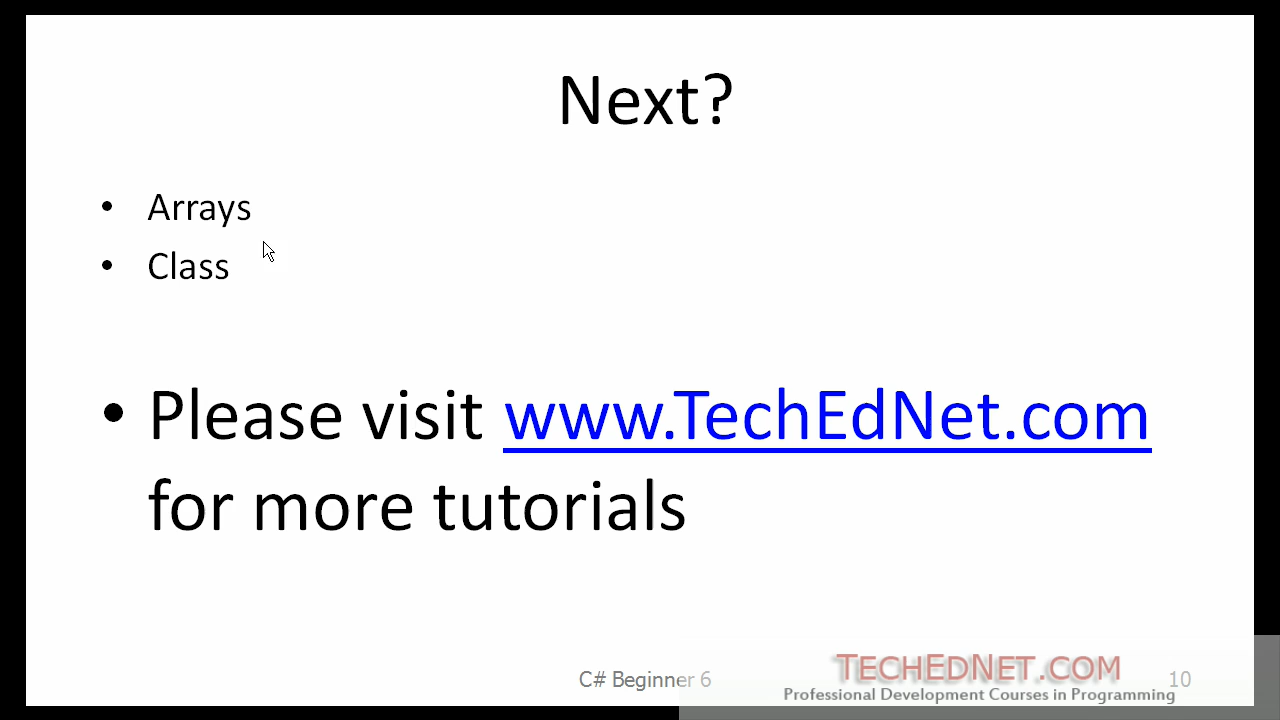 Next?
• Arrays
• Class
• Please visit www.TechEdNet.com
for more tutorials
C# Beginner 6
TECHEDNET.COM
Professional Development Courses in Programming
10